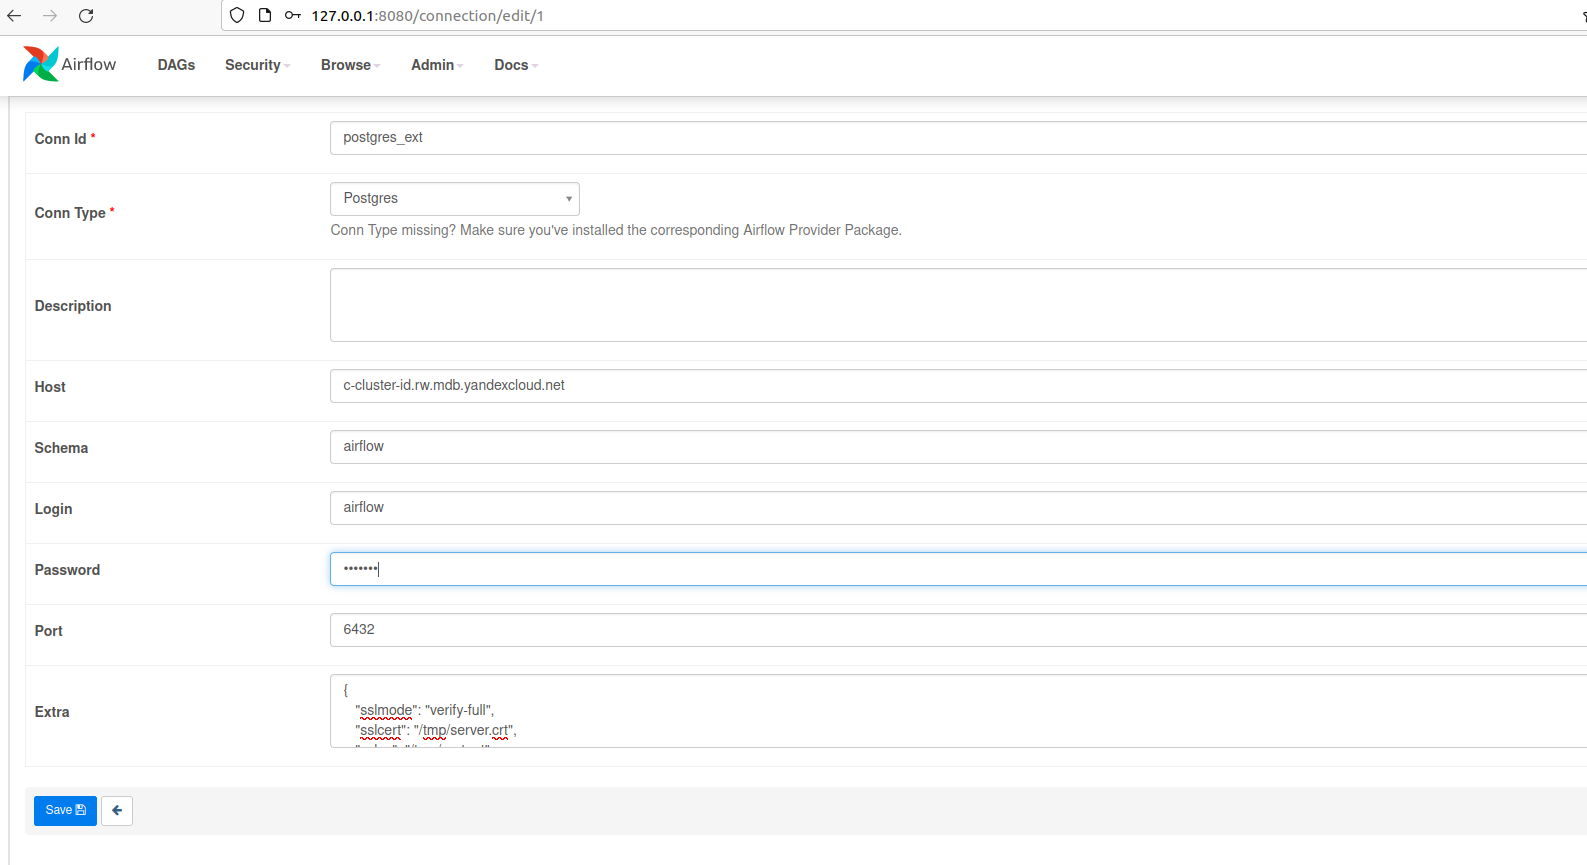 127.0.0.1:8080/connection/edit/1
Airflow DAGs Security Browse Admin Docs
Conn Id * postgres_ext
Conn Type * Postgres
Conn Type missing? Make sure you've installed the corresponding Airflow Provider Package.
Description
Host c-cluster-id.rw.mdb.yandexcloud.net
Schema airflow
Login airflow
Password •••••••
Port 6432
Extra {
"sslmode": "verify-full",
"sslcert": "/tmp/server.crt",
Save